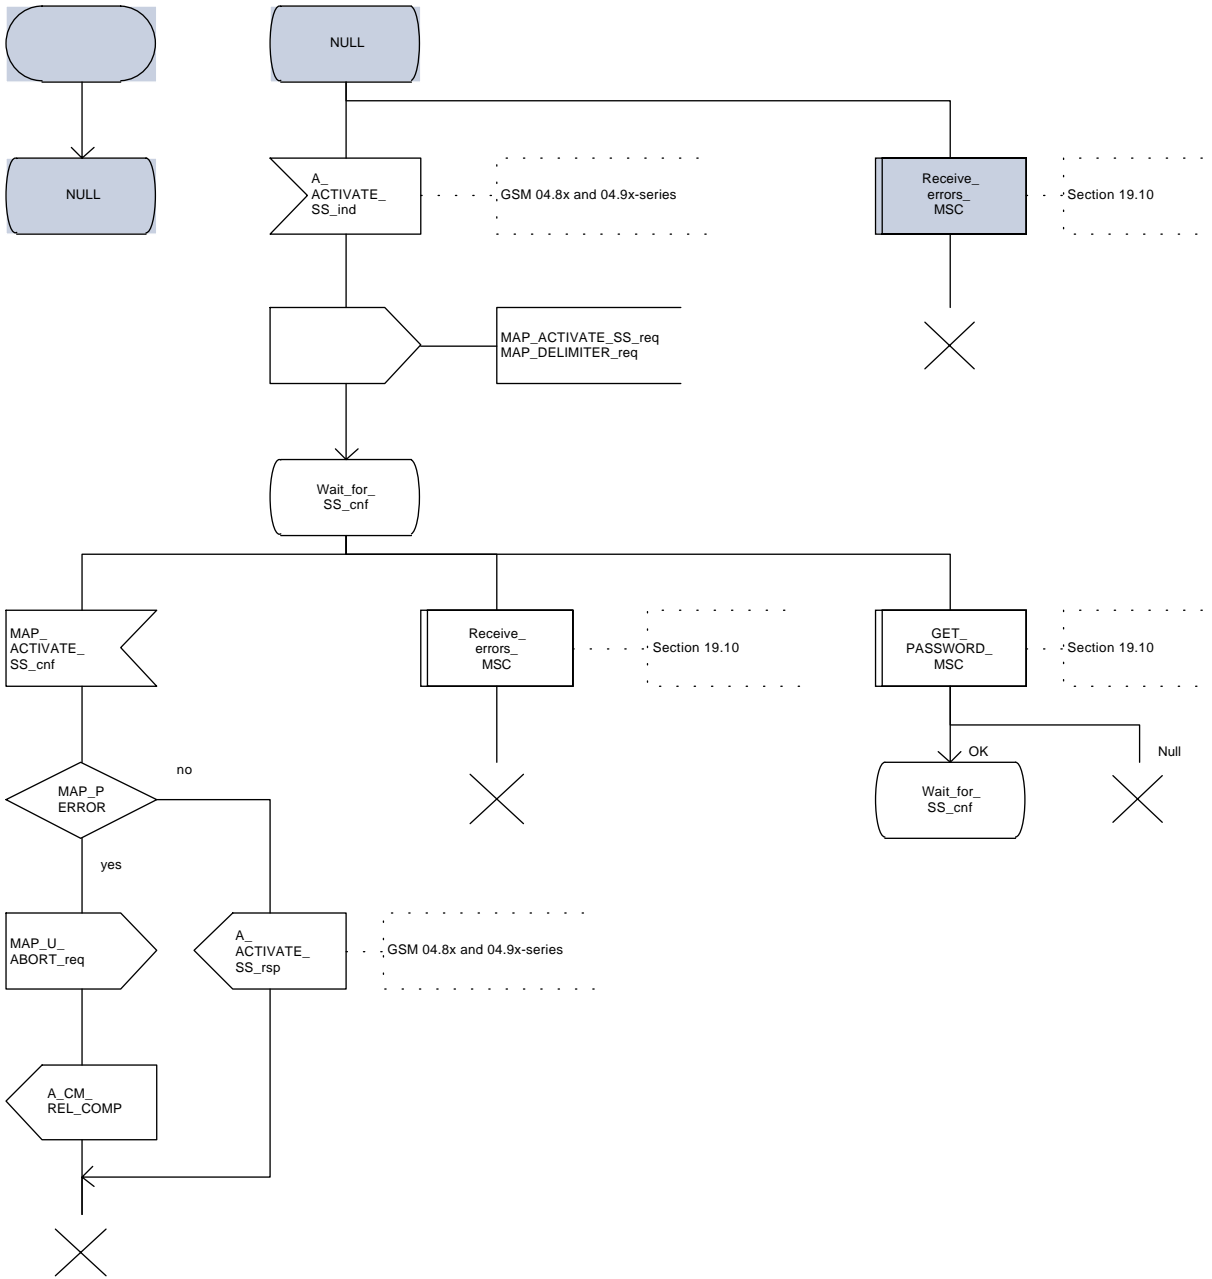 NULL
NULL
A_
ACTIVATE_
SS_ind
GSM 04.8x and 04.9x-series
Receive_
errors_
MSC
Section 19.10
MAP_ACTIVATE_SS_req
MAP_DELIMITER_req
Wait_for_
SS_cnf
MAP_
ACTIVATE_
SS_cnf
Receive_
errors_
MSC
Section 19.10
GET_
PASSWORD_
MSC
Section 19.10
OK
Null
Wait_for_
SS_cnf
no
MAP_P
ERROR
yes
MAP_U_
ABORT_req
A_
ACTIVATE_
SS_rsp
GSM 04.8x and 04.9x-series
A_CM_
REL_COMP